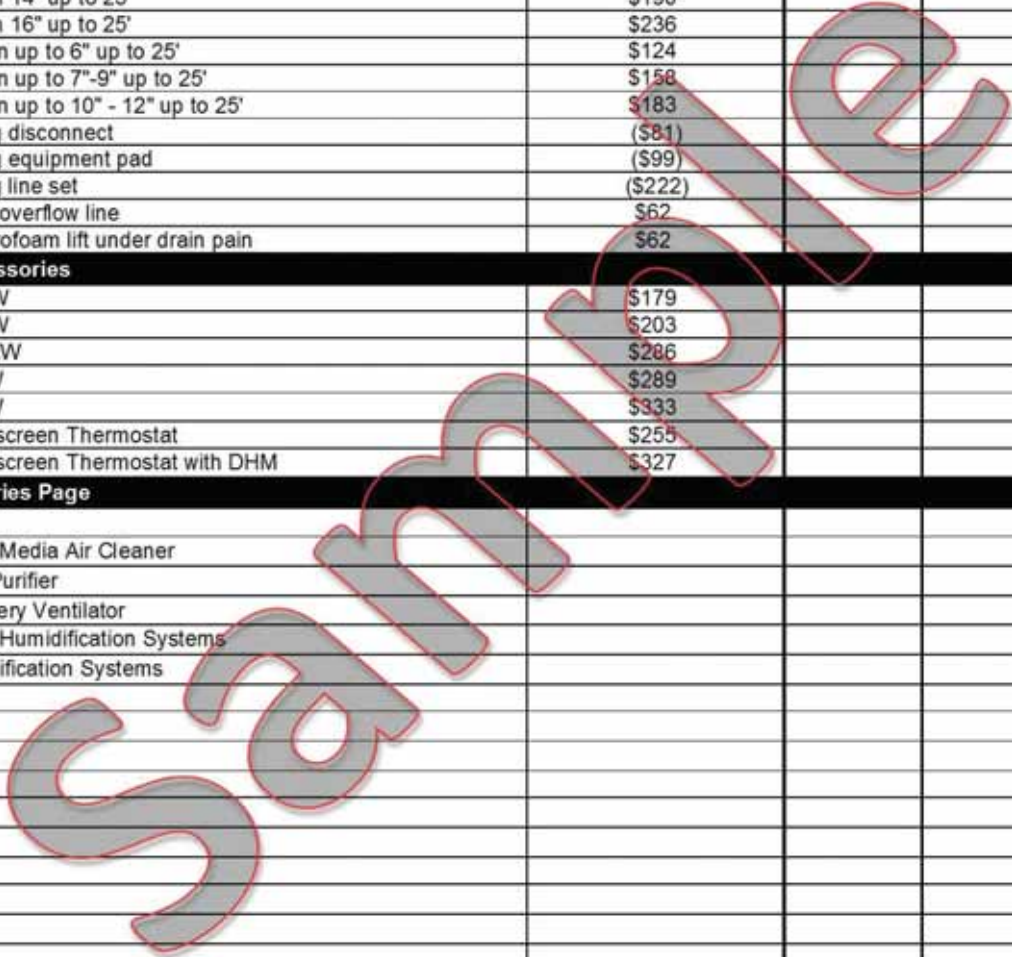 16" up to 25' $236
up to 6" up to 25' $124
up to 7"-9" up to 25' $158
up to 10" - 12" up to 25' $183
disconnect ($81)
equipment pad ($99)
line set ($222)
overflow line $62
ofoam lift under drain pain $62
ssories
W $179
W $203
W $286
$289
$333
screen Thermostat $255
screen Thermostat with DHM $327
ries Page
Media Air Cleaner
Purifier
ery Ventilator
Humidification Systems
ification Systems
Sample